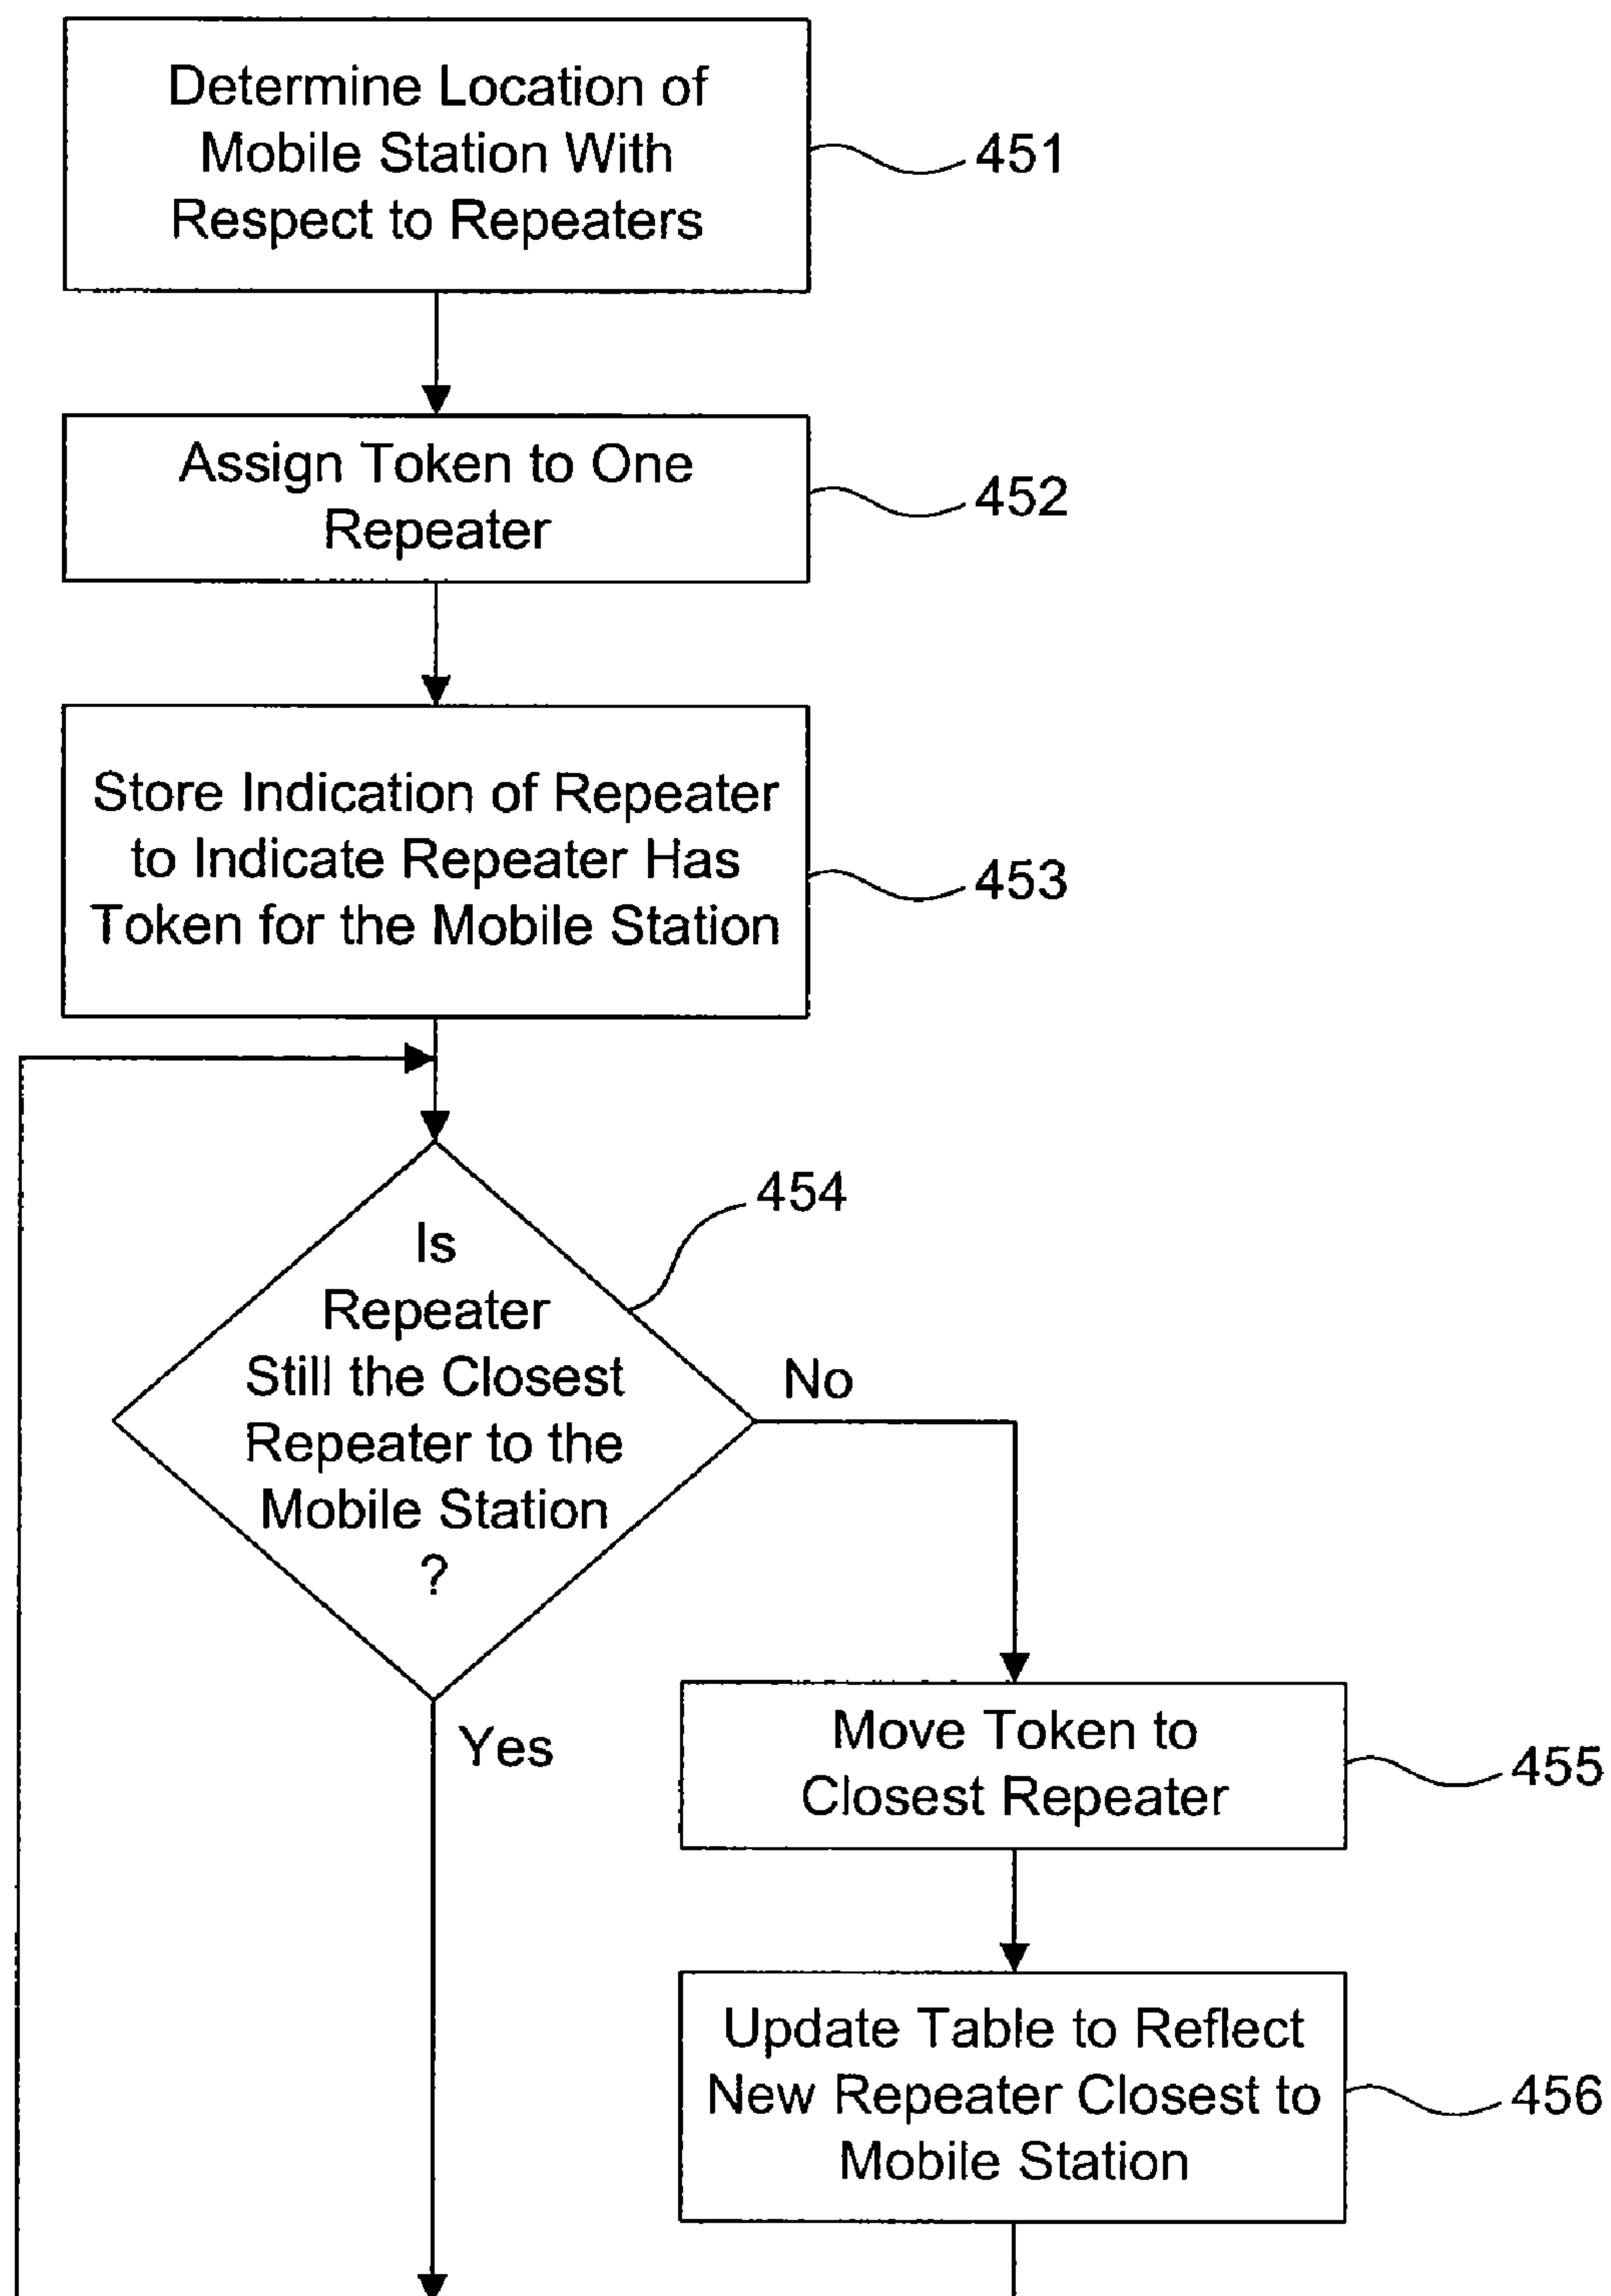 Determine Location of
Mobile Station With
Respect to Repeaters
451
Assign Token to One
Repeater
452
Store Indication of Repeater
to Indicate Repeater Has
Token for the Mobile Station
453
454
Is
Repeater
Still the Closest
Repeater to the
Mobile Station
?
No
Yes
Move Token to
Closest Repeater
455
Update Table to Reflect
New Repeater Closest to
Mobile Station
456